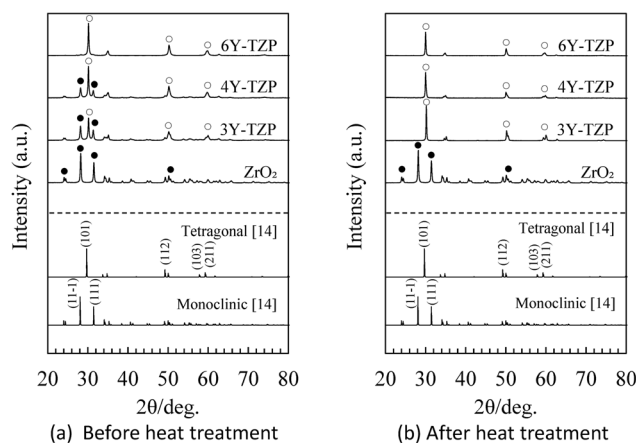 6Y-TZP
4Y-TZP
3Y-TZP
ZrO₂
Tetragonal [14]
(101)
(112)
(103)
(211)
Monoclinic [14]
(11-1)
(111)
Intensity (a.u.)
20 30 40 50 60 70 80
2θ/deg.
(a) Before heat treatment
6Y-TZP
4Y-TZP
3Y-TZP
ZrO₂
Tetragonal [14]
(101)
(112)
(103)
(211)
Monoclinic [14]
(11-1)
(111)
Intensity (a.u.)
20 30 40 50 60 70 80
2θ/deg.
(b) After heat treatment